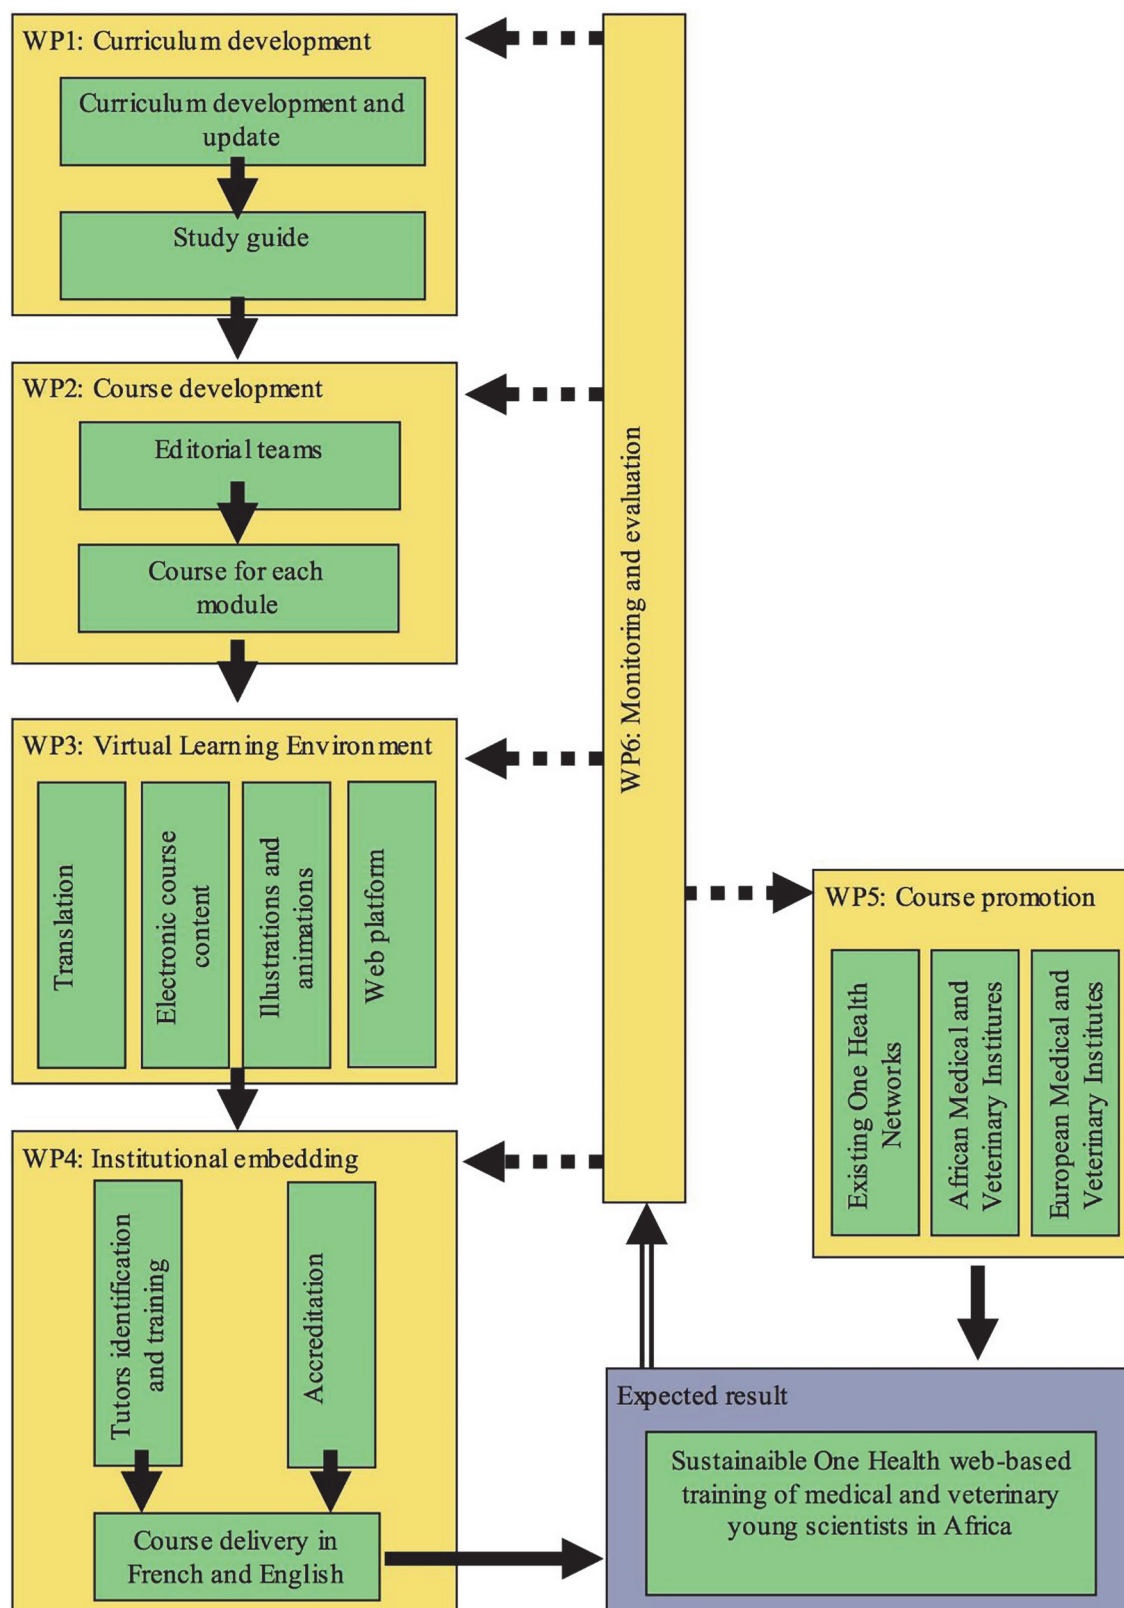 WP1: Curriculum development
Curriculum development and
update
Study guide
WP2: Course development
Editorial teams
Course for each
module
WP3: Virtual Learning Environment
Translation
Electronic course
content
Illustrations and
animations
Web platform
WP4: Institutional embedding
Tutors identification
and training
Accreditation
Course delivery in
French and English
WP6: Monitoring and evaluation
WP5: Course promotion
Existing One Health
Networks
African Medical and
Veterinary Institures
European Medical and
Veterinary Institutes
Expected result
Sustainaible One Health web-based
training of medical and veterinary
young scientists in Africa